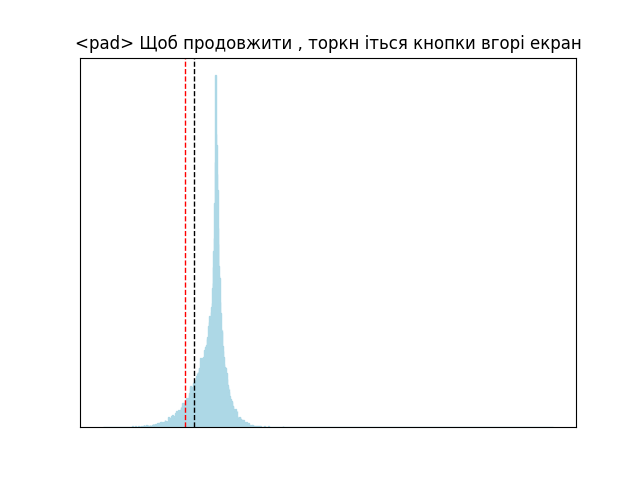 <pad> Щоб продовжити , торкн іться кнопки вгорі екран